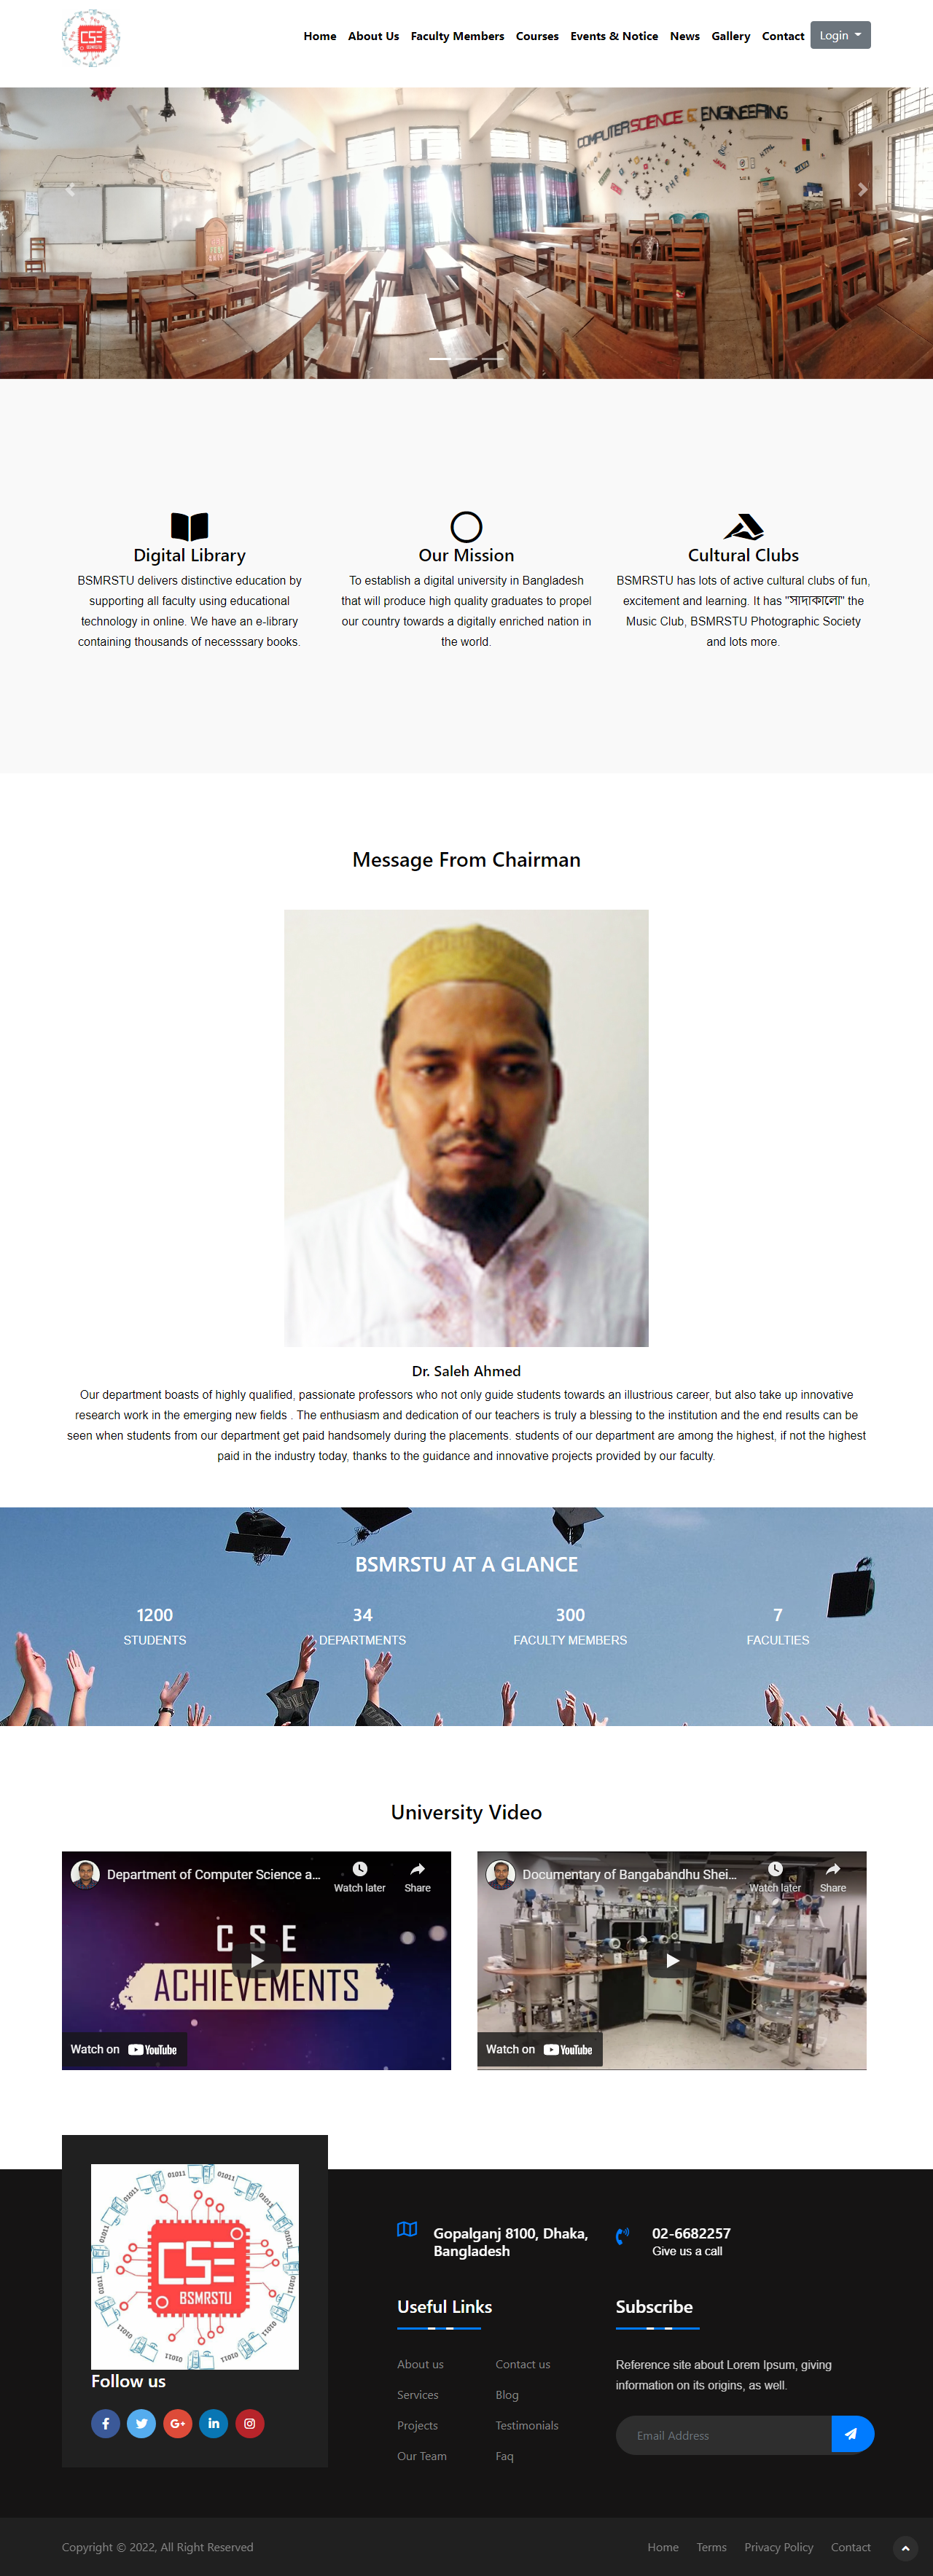 CSE
BSMRSTU
Home About Us Faculty Members Courses Events & Notice News Gallery Contact Login
COMPUTER SCIENCE & ENGINEERING
HTML
PHP
Digital Library
BSMRSTU delivers distinctive education by
supporting all faculty using educational
technology in online. We have an e-library
containing thousands of necesssary books.
Our Mission
To establish a digital university in Bangladesh
that will produce high quality graduates to propel
our country towards a digitally enriched nation in
the world.
Cultural Clubs
BSMRSTU has lots of active cultural clubs of fun,
excitement and learning. It has "সাদাকালো" the
Music Club, BSMRSTU Photographic Society
and lots more.
Message From Chairman
Dr. Saleh Ahmed
Our department boasts of highly qualified, passionate professors who not only guide students towards an illustrious career, but also take up innovative
research work in the emerging new fields . The enthusiasm and dedication of our teachers is truly a blessing to the institution and the end results can be
seen when students from our department get paid handsomely during the placements. students of our department are among the highest, if not the highest
paid in the industry today, thanks to the guidance and innovative projects provided by our faculty.
BSMRSTU AT A GLANCE
1200 34 300 7
STUDENTS DEPARTMENTS FACULTY MEMBERS FACULTIES
University Video
Department of Computer Science a...
Watch later Share
CSE
ACHIEVEMENTS
Watch on YouTube
Documentary of Bangabandhu Shei...
Watch later Share
Watch on YouTube
01011
CSE
BSMRSTU
Follow us
Gopalganj 8100, Dhaka,
Bangladesh
02-6682257
Give us a call
Useful Links
About us Contact us
Services Blog
Projects Testimonials
Our Team Faq
Subscribe
Reference site about Lorem Ipsum, giving
information on its origins, as well.
Email Address
Copyright © 2022, All Right Reserved
Home Terms Privacy Policy Contact